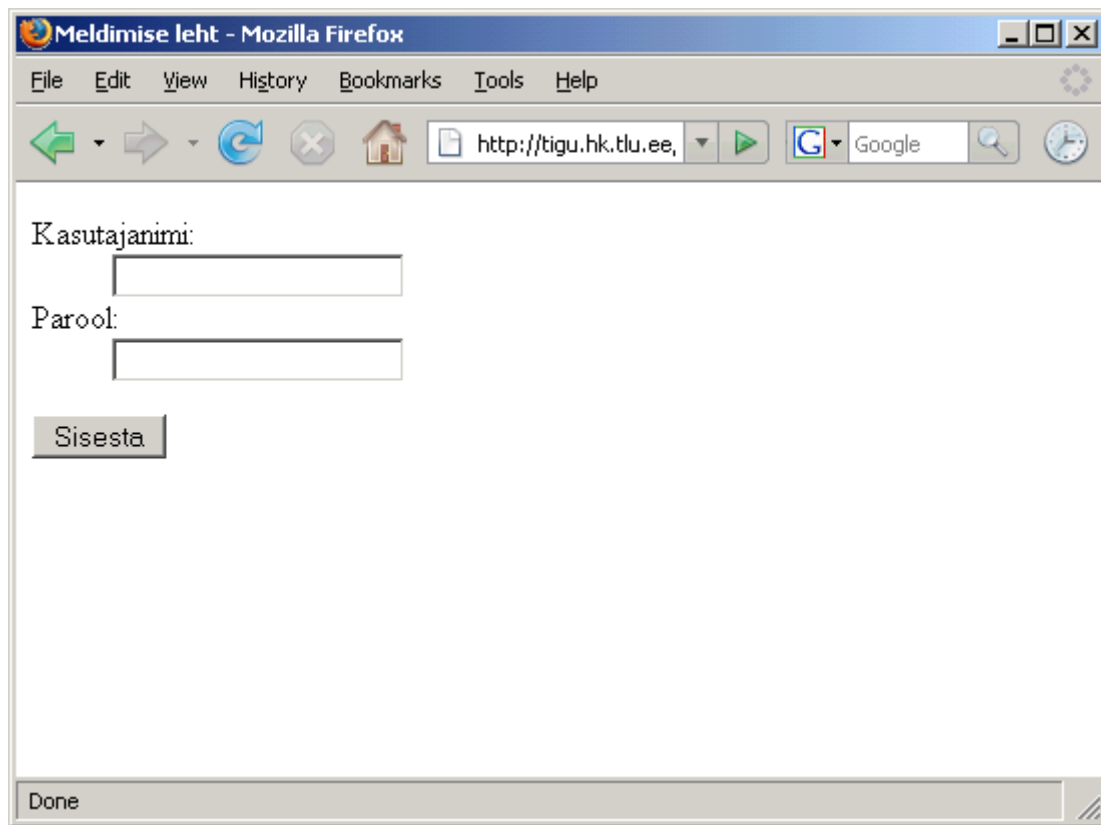 Meldimise leht - Mozilla Firefox
File Edit View History Bookmarks Tools Help
http://tigu.hk.tlu.ee, G Google
Kasutajanimi:
Parool:
Sisesta
Done